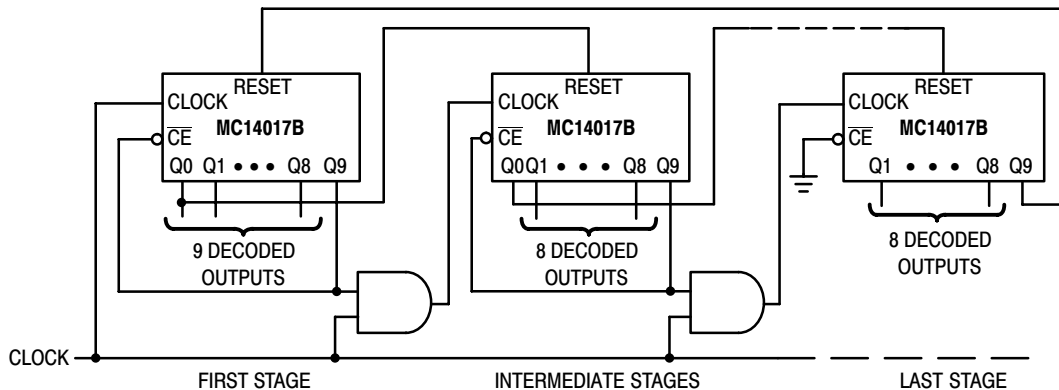 RESET RESET RESET
CLOCK CLOCK CLOCK
MC14017B MC14017B MC14017B
CE CE CE
Q0 Q1 • • • Q8 Q9 Q0 Q1 • • • Q8 Q9 Q1 • • • Q8 Q9
9 DECODED OUTPUTS
8 DECODED OUTPUTS
8 DECODED OUTPUTS
CLOCK
FIRST STAGE INTERMEDIATE STAGES LAST STAGE